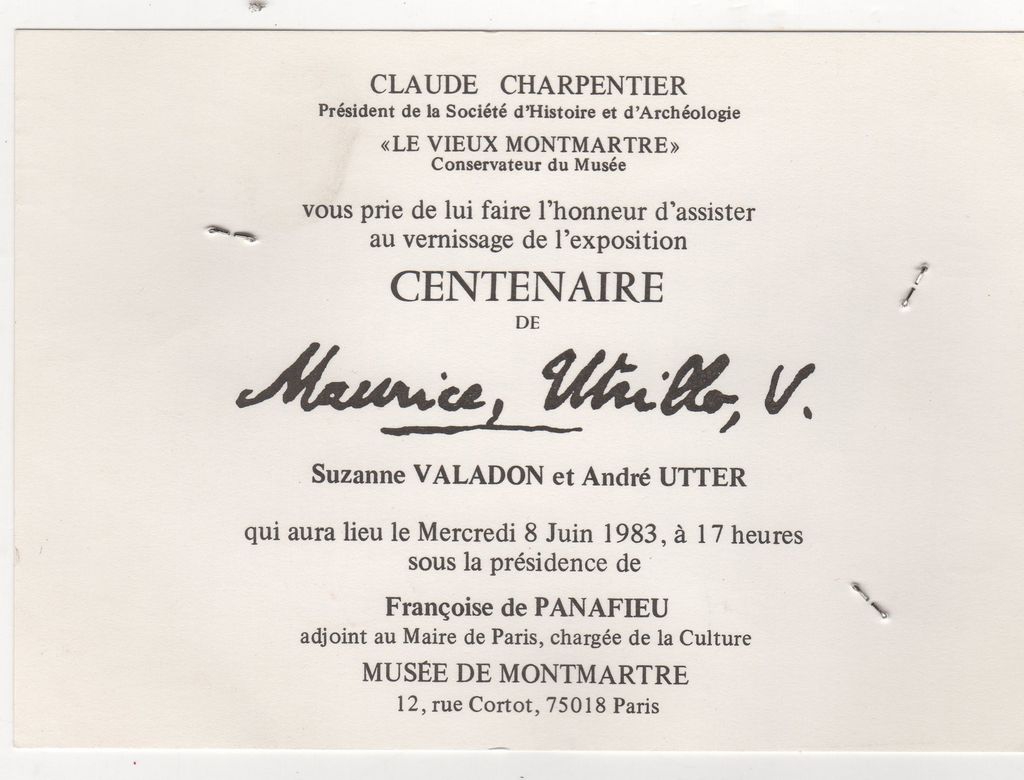 CLAUDE CHARPENTIER
Président de la Société d'Histoire et d'Archéologie
«LE VIEUX MONTMARTRE»
Conservateur du Musée
vous prie de lui faire l'honneur d'assister
au vernissage de l'exposition
CENTENAIRE
DE
Maurice, Utrillo, V.
Suzanne VALADON et André UTTER
qui aura lieu le Mercredi 8 Juin 1983, à 17 heures
sous la présidence de
Françoise de PANAFIEU
adjoint au Maire de Paris, chargée de la Culture
MUSÉE DE MONTMARTRE
12, rue Cortot, 75018 Paris